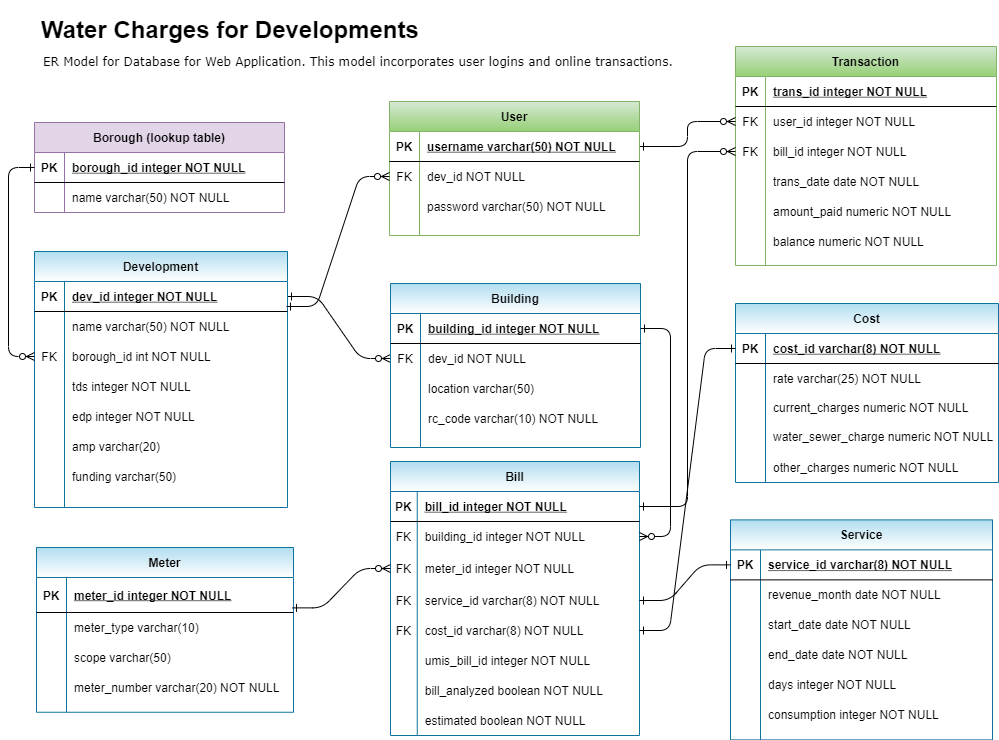 Water Charges for Developments
ER Model for Database for Web Application. This model incorporates user logins and online transactions.
Borough (lookup table)
PK borough_id integer NOT NULL
name varchar(50) NOT NULL
Development
PK dev_id integer NOT NULL
name varchar(50) NOT NULL
FK borough_id int NOT NULL
tds integer NOT NULL
edp integer NOT NULL
amp varchar(20)
funding varchar(50)
Meter
PK meter_id integer NOT NULL
meter_type varchar(10)
scope varchar(50)
meter_number varchar(20) NOT NULL
User
PK username varchar(50) NOT NULL
FK dev_id NOT NULL
password varchar(50) NOT NULL
Building
PK building_id integer NOT NULL
FK dev_id NOT NULL
location varchar(50)
rc_code varchar(10) NOT NULL
Bill
PK bill_id integer NOT NULL
FK building_id integer NOT NULL
FK meter_id integer NOT NULL
FK service_id varchar(8) NOT NULL
FK cost_id varchar(8) NOT NULL
umis_bill_id integer NOT NULL
bill_analyzed boolean NOT NULL
estimated boolean NOT NULL
Transaction
PK trans_id integer NOT NULL
FK user_id integer NOT NULL
FK bill_id integer NOT NULL
trans_date date NOT NULL
amount_paid numeric NOT NULL
balance numeric NOT NULL
Cost
PK cost_id varchar(8) NOT NULL
rate varchar(25) NOT NULL
current_charges numeric NOT NULL
water_sewer_charge numeric NOT NULL
other_charges numeric NOT NULL
Service
PK service_id varchar(8) NOT NULL
revenue_month date NOT NULL
start_date date NOT NULL
end_date date NOT NULL
days integer NOT NULL
consumption integer NOT NULL